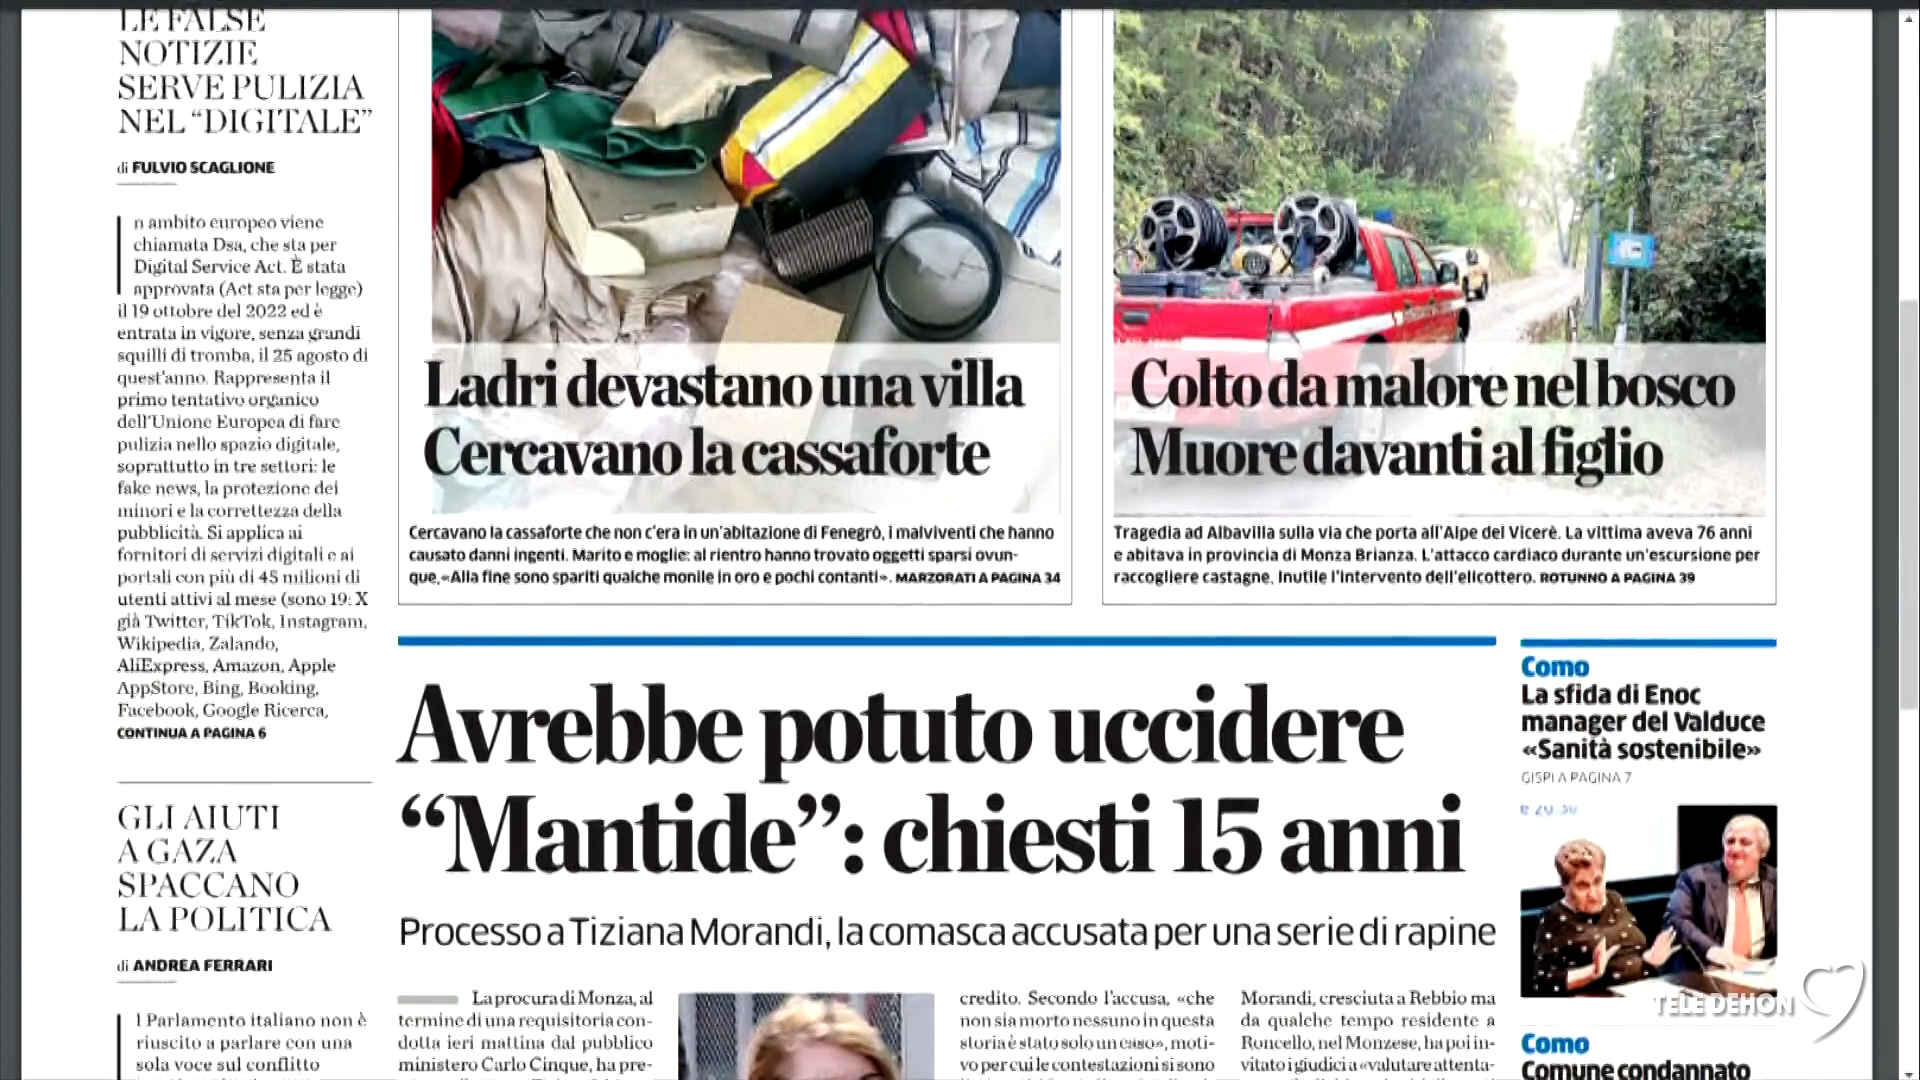 LE FALSE
NOTIZIE
SERVE PULIZIA
NEL “DIGITALE”
di FULVIO SCAGLIONE
In ambito europeo viene
chiamata Dsa, che sta per
Digital Service Act. È stata
approvata (Act sta per legge)
il 19 ottobre del 2022 ed è
entrata in vigore, senza grandi
squilli di tromba, il 25 agosto di
quest'anno. Rappresenta il
primo tentativo organico
dell'Unione Europea di fare
pulizia nello spazio digitale,
soprattutto in tre settori: le
fake news, la protezione dei
minori e la correttezza della
pubblicità. Si applica ai
fornitori di servizi digitali e ai
portali con più di 45 milioni di
utenti attivi al mese (sono 19: X
già Twitter, TikTok, Instagram,
Wikipedia, Zalando,
AliExpress, Amazon, Apple
AppStore, Bing, Booking,
Facebook, Google Ricerca,
CONTINUA A PAGINA 6
GLI AIUTI
A GAZA
SPACCANO
LA POLITICA
di ANDREA FERRARI
Il Parlamento italiano non è
riuscito a parlare con una
sola voce sul conflitto
Ladri devastano una villa
Cercavano la cassaforte
Cercavano la cassaforte che non c'era in un'abitazione di Fenegrò, i malviventi che hanno
causato danni ingenti. Marito e moglie: al rientro hanno trovato oggetti sparsi ovun-
que,«Alla fine sono spariti qualche monile in oro e pochi contanti». MARZORATI A PAGINA 34
Colto da malore nel bosco
Muore davanti al figlio
Tragedia ad Albavilla sulla via che porta all'Alpe del Vicerè. La vittima aveva 76 anni
e abitava in provincia di Monza Brianza. L'attacco cardiaco durante un'escursione per
raccogliere castagne. Inutile l'intervento dell'elicottero. ROTUNNO A PAGINA 39
Avrebbe potuto uccidere
“Mantide”: chiesti 15 anni
Processo a Tiziana Morandi, la comasca accusata per una serie di rapine
La procura di Monza, al
termine di una requisitoria con-
dotta ieri mattina dal pubblico
ministero Carlo Cinque, ha pre-
credito. Secondo l'accusa, «che
non sia morto nessuno in questa
storia è stato solo un caso», moti-
vo per cui le contestazioni si sono
Morandi, cresciuta a Rebbio ma
da qualche tempo residente a
Roncello, nel Monzese, ha poi in-
vitato i giudici a «valutare attenta-
Como
La sfida di Enoc
manager del Valduce
«Sanità sostenibile»
GISPI A PAGINA 7
e 20.30
TELE DEHON
Como
Comune condannato